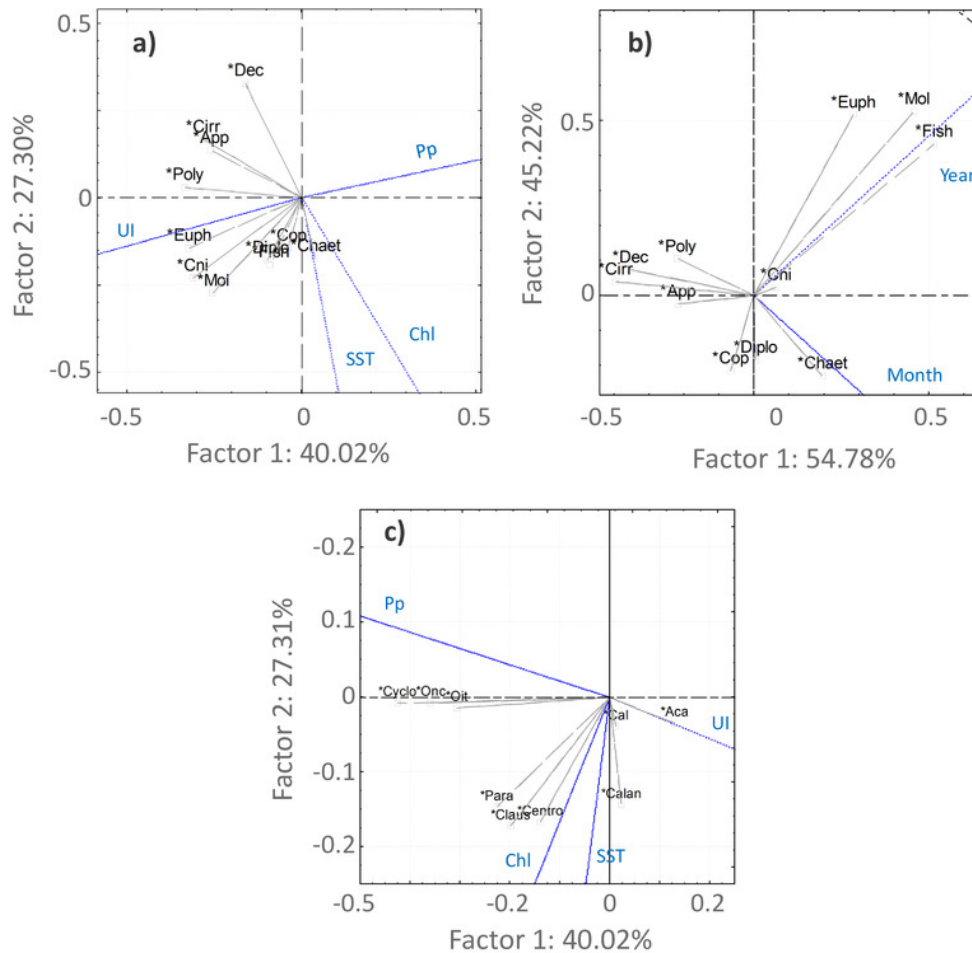 a)
0.5
0
-0.5
-0.5
0
0.5
Factor 2: 27.30%
Factor 1: 40.02%
*Dec
*Cirr
*App
*Poly
Pp
UI
*Euph
*Cop
*Diplo
*Chaet
*Fish
*Cni
*Mol
Chl
SST
b)
0.5
0
-0.5
0
0.5
Factor 2: 45.22%
Factor 1: 54.78%
*Euph
*Mol
*Fish
Year
*Poly
*Dec
*Cirr
*Cni
*App
*Diplo
*Cop
*Chaet
Month
c)
-0.2
0.1
0
-0.1
-0.2
-0.5
-0.2
0
0.2
Factor 2: 27.31%
Factor 1: 40.02%
Pp
*Cyclo
*Onc
*Oit
*Cal
*Aca
UI
*Para
*Claus
*Centro
*Calan
Chl
SST